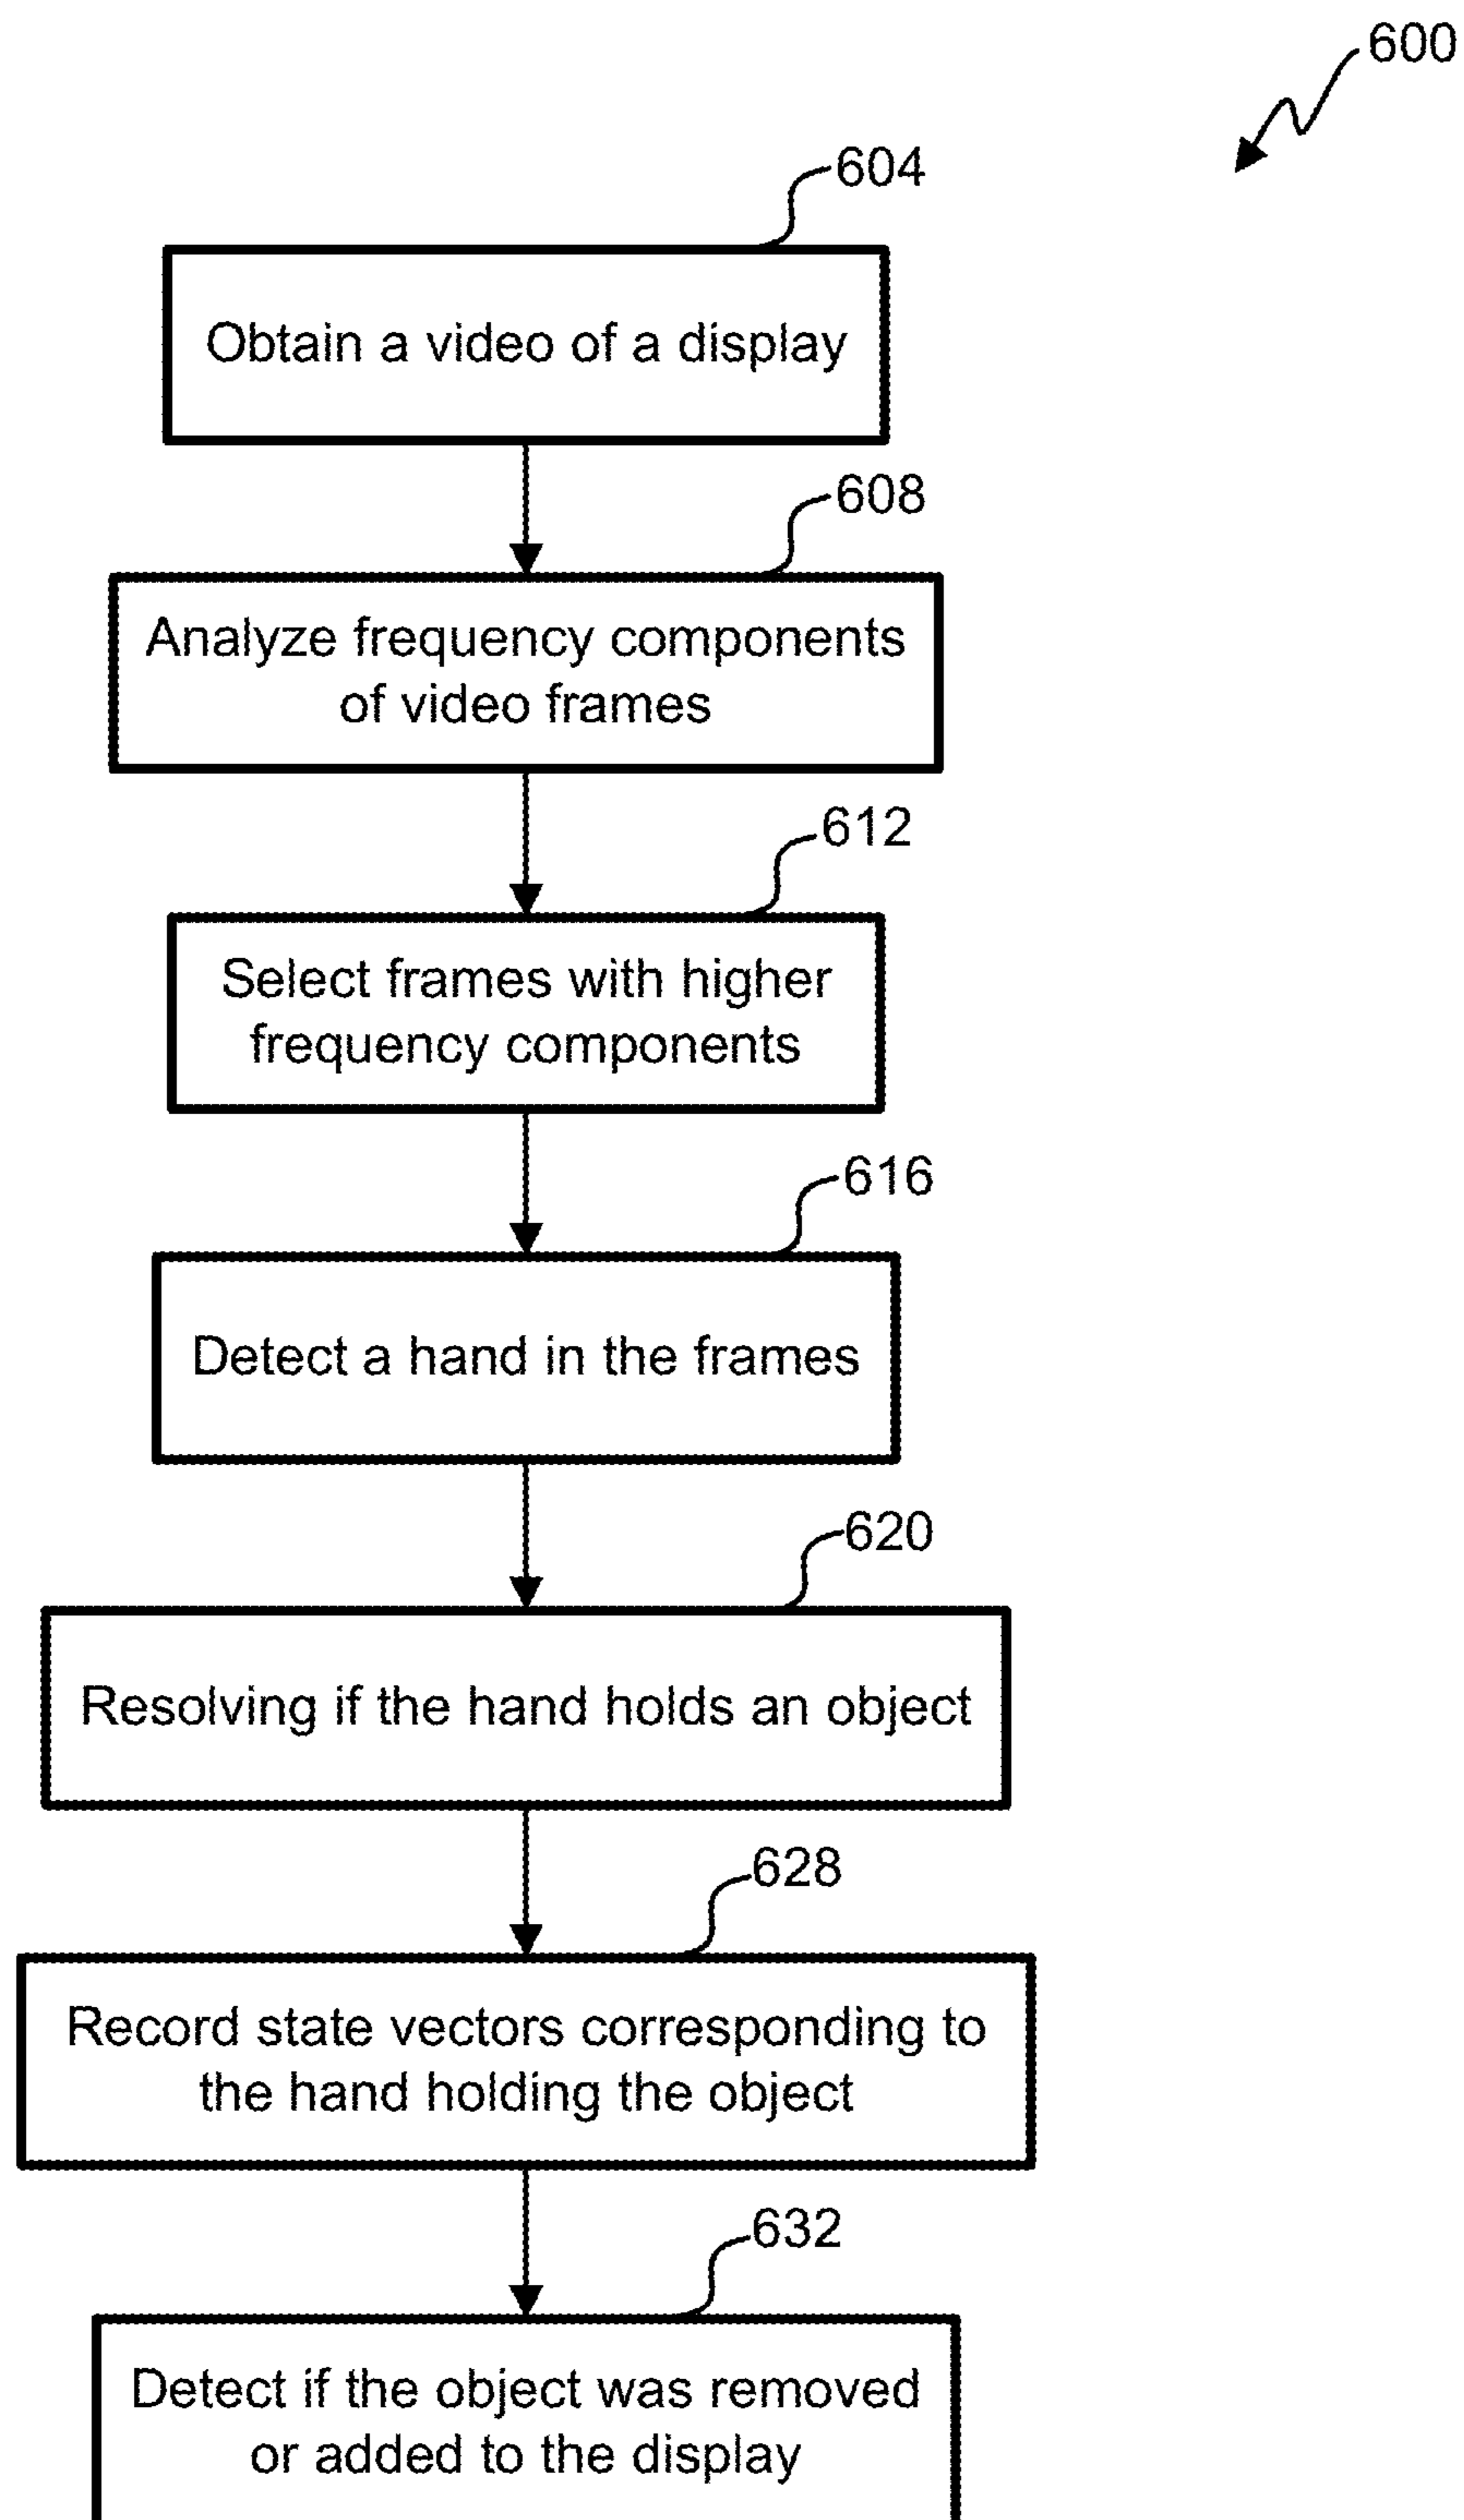 600
604
Obtain a video of a display
608
Analyze frequency components
of video frames
612
Select frames with higher
frequency components
616
Detect a hand in the frames
620
Resolving if the hand holds an object
628
Record state vectors corresponding to
the hand holding the object
632
Detect if the object was removed
or added to the display